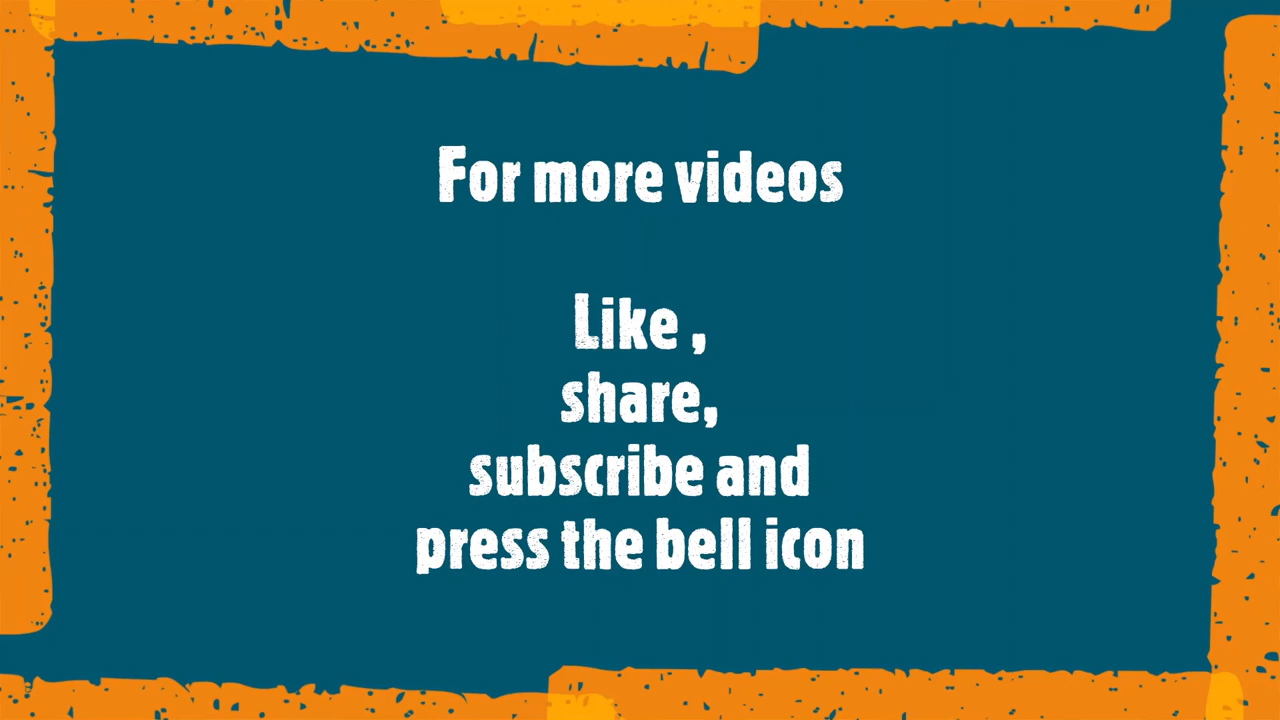 For more videos
Like ,
share,
subscribe and
press the bell icon